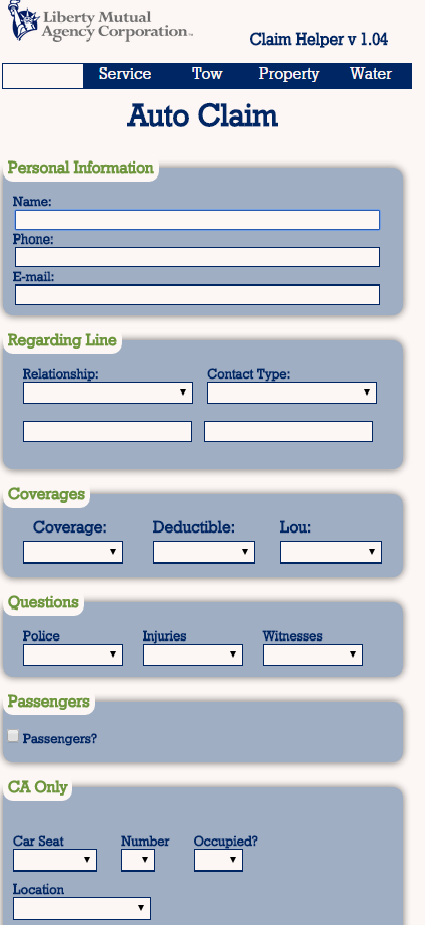 Liberty Mutual
Agency Corporation™
Claim Helper v 1.04
Service Tow Property Water
Auto Claim
Personal Information
Name:
Phone:
E-mail:
Regarding Line
Relationship: Contact Type:
Coverages
Coverage: Deductible: Lou:
Questions
Police Injuries Witnesses
Passengers
Passengers?
CA Only
Car Seat Number Occupied?
Location